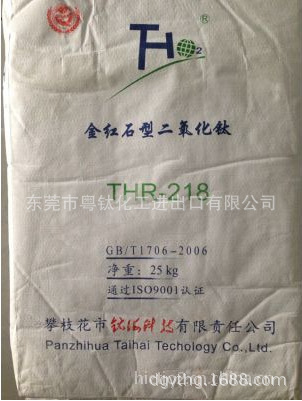 TH 2 ®
金红石型二氧化钛
THR-218
东莞市粤钛化工进出口有限公司
GB/T1706-2006
净重：25kg
通过ISO9001认证
攀枝花市钛海科技有限责任公司
Panzhihua Taihai Techology Co.,Ltd.
dgytzhg.1688.com